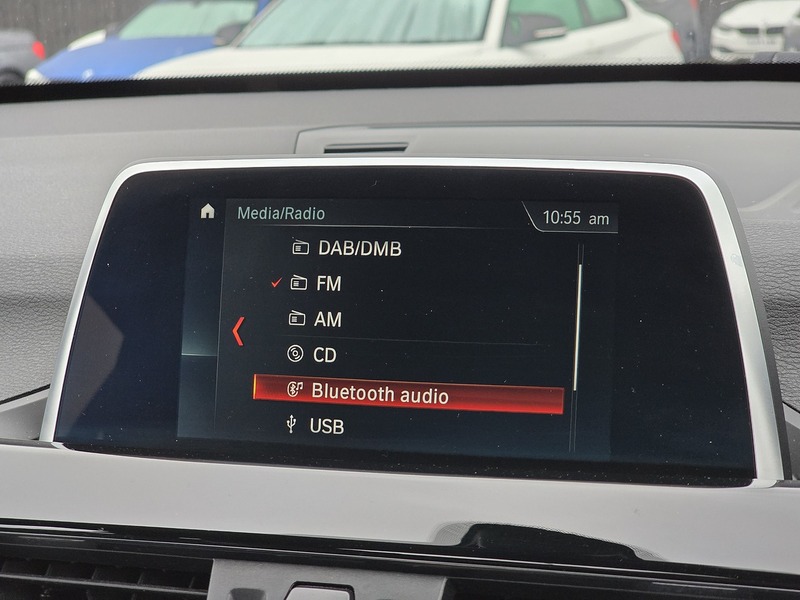 Media/Radio
10:55 am
DAB/DMB
FM
AM
CD
Bluetooth audio
USB